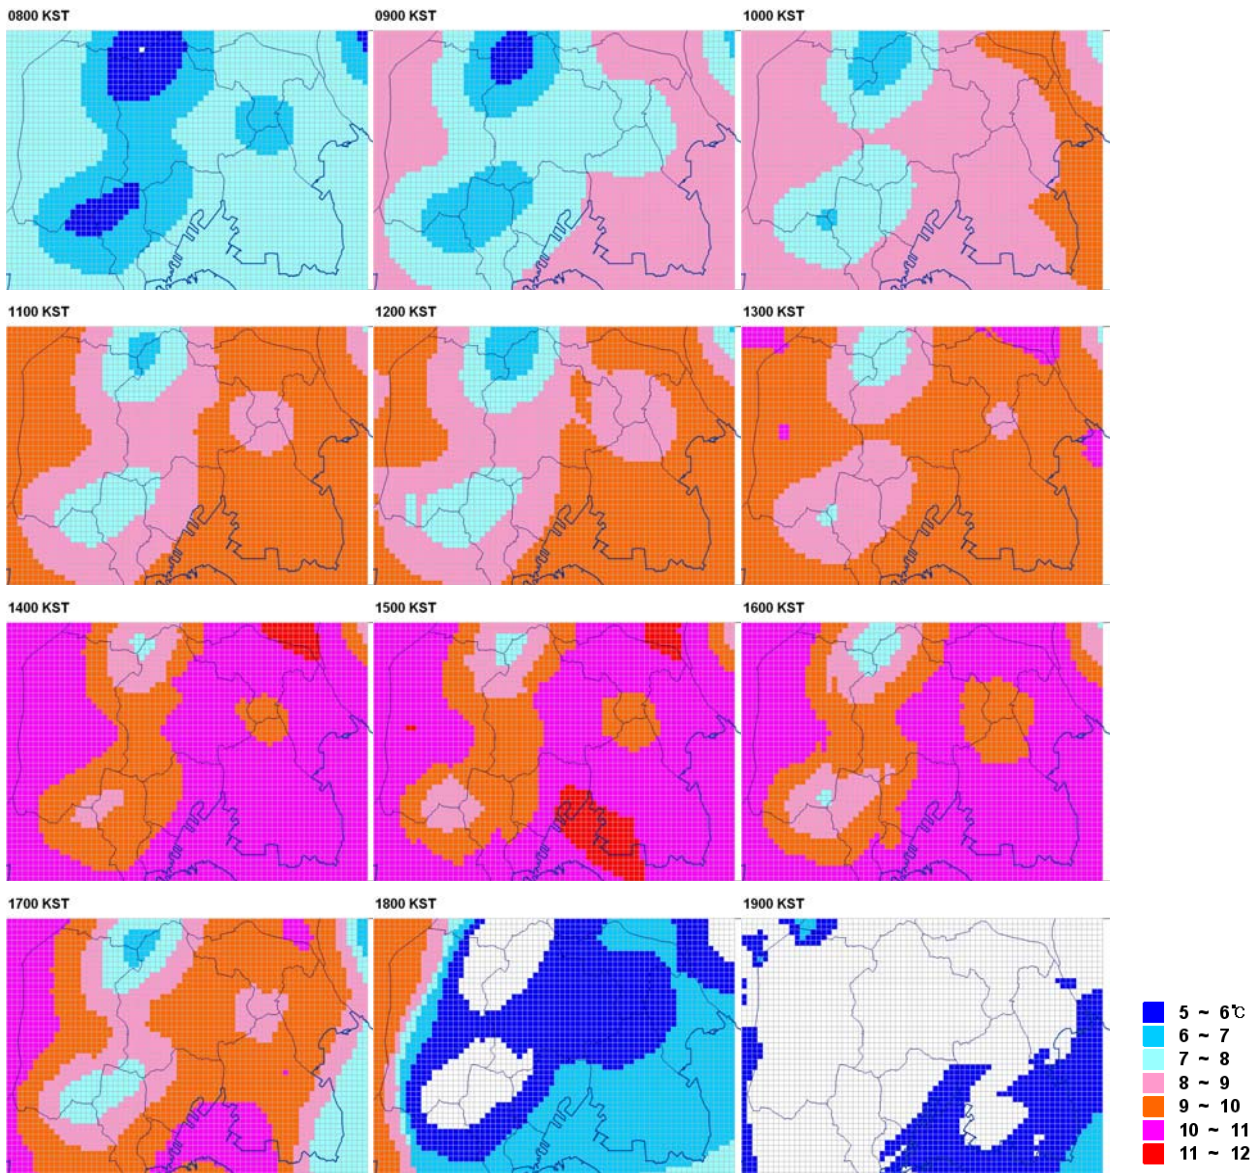 0800 KST
0900 KST
1000 KST
1100 KST
1200 KST
1300 KST
1400 KST
1500 KST
1600 KST
1700 KST
1800 KST
1900 KST
5 ~ 6℃
6 ~ 7
7 ~ 8
8 ~ 9
9 ~ 10
10 ~ 11
11 ~ 12